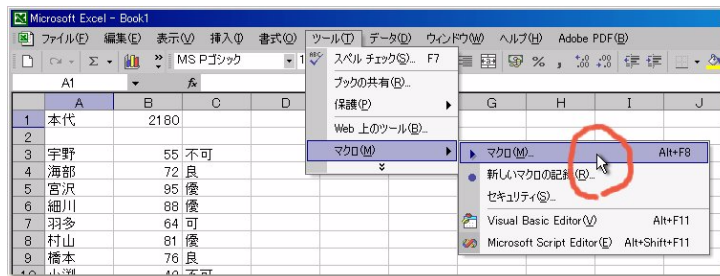 Microsoft Excel - Book1
ファイル(F) 編集(E) 表示(V) 挿入(I) 書式(O) ツール(T) データ(D) ウィンドウ(W) ヘルプ(H) Adobe PDF(B)
Σ MS Pゴシック 1 ABC スペル チェック(S)... F7 % ,
A1 fx ブックの共有(R)...
A B C D 保護(P) G H I J
1 本代 2180 Web 上のツール(B)...
2 マクロ(M) マクロ(M)... Alt+F8
3 宇野 55 不可
4 海部 72 良 新しいマクロの記録(R)...
5 宮沢 95 優 セキュリティ(S)...
6 細川 88 優
7 羽多 64 可 Visual Basic Editor(V) Alt+F11
8 村山 81 優 Microsoft Script Editor(E) Alt+Shift+F11
9 橋本 76 良